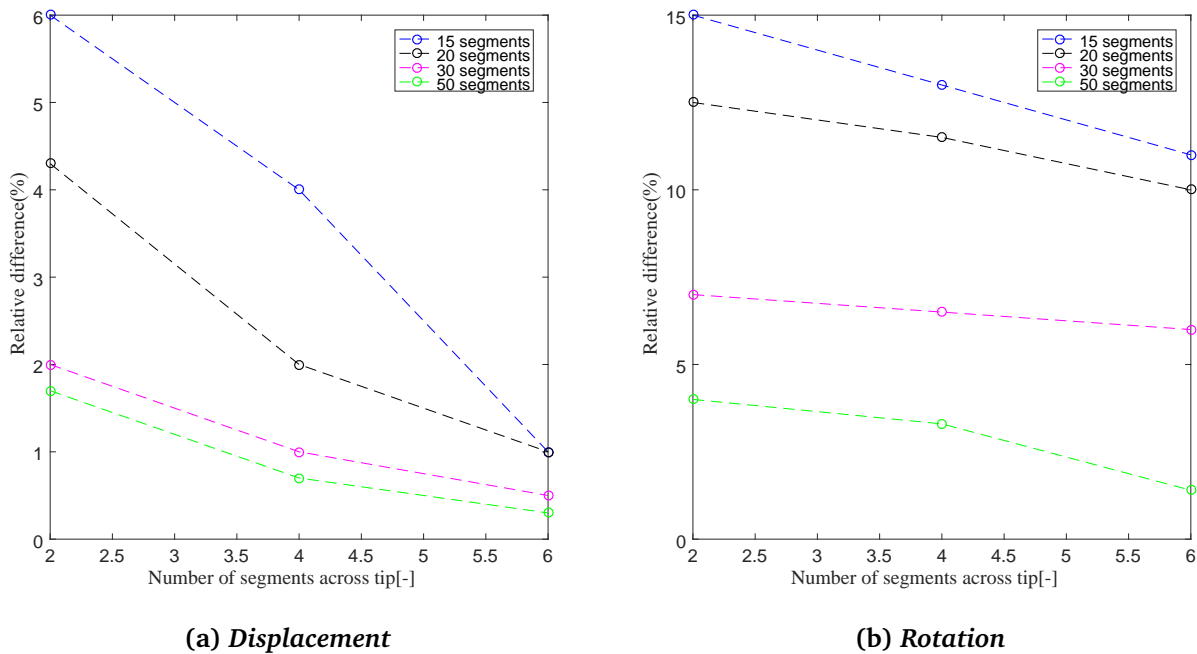 6
5
4
3
2
1
0
Relative difference(%)
15 segments
20 segments
30 segments
50 segments
2 2.5 3 3.5 4 4.5 5 5.5 6
Number of segments across tip[-]
(a) Displacement
15
10
5
0
Relative difference(%)
15 segments
20 segments
30 segments
50 segments
2 2.5 3 3.5 4 4.5 5 5.5 6
Number of segments across tip[-]
(b) Rotation